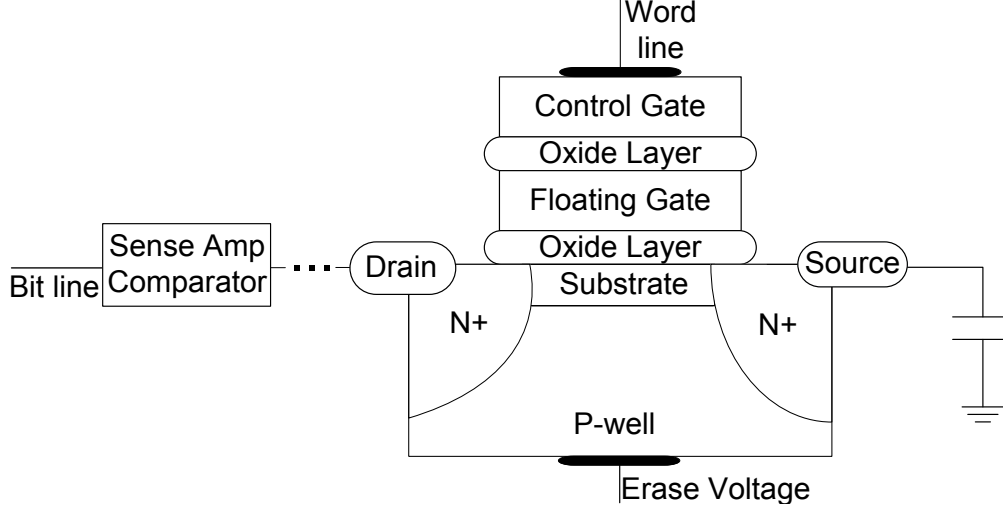 Word
line
Control Gate
Oxide Layer
Floating Gate
Oxide Layer
Sense Amp
Comparator
Bit line
Drain
Substrate
Source
N+
N+
P-well
Erase Voltage